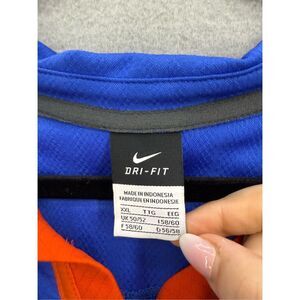 DRI-FIT
MADE IN INDONESIA
FABRIQUÉ EN INDONESIE
XXL TTG EEG
UK 50/52 I 58/60
F 58/60 D 56/58